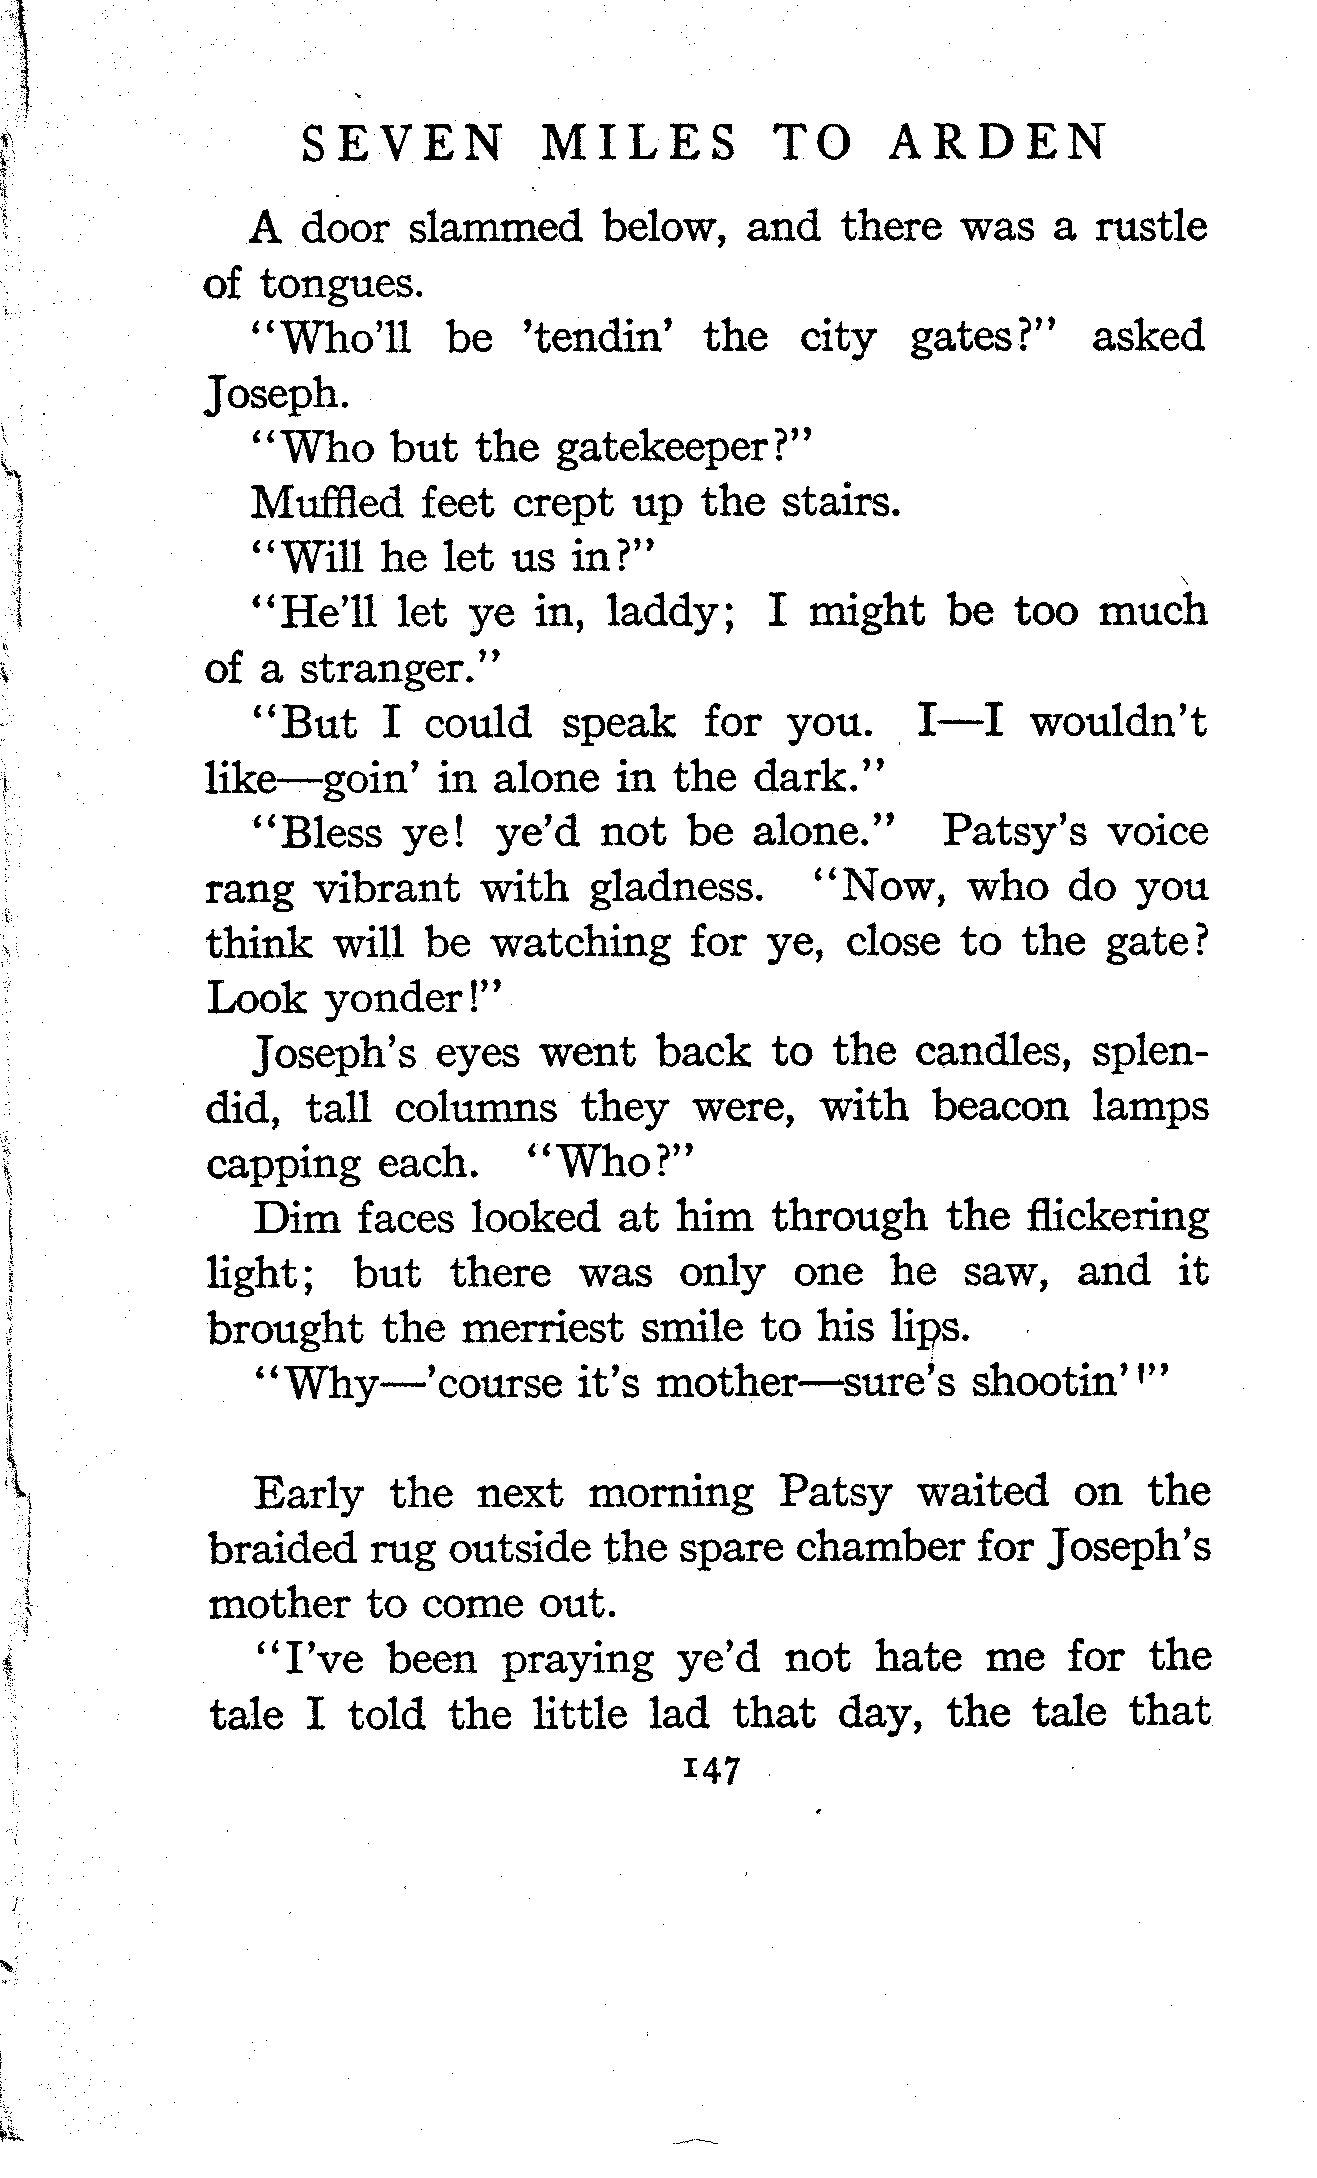 SEVEN MILES TO ARDEN
A door slammed below, and there was a rustle
of tongues.
"Who'll be 'tendin' the city gates?" asked
Joseph.
"Who but the gatekeeper?"
Muffled feet crept up the stairs.
"Will he let us in?"
"He'll let ye in, laddy; I might be too much
of a stranger."
"But I could speak for you. I—I wouldn't
like—goin' in alone in the dark."
"Bless ye! ye'd not be alone." Patsy's voice
rang vibrant with gladness. "Now, who do you
think will be watching for ye, close to the gate?
Look yonder!"
Joseph's eyes went back to the candles, splen-
did, tall columns they were, with beacon lamps
capping each. "Who?"
Dim faces looked at him through the flickering
light; but there was only one he saw, and it
brought the merriest smile to his lips.
"Why—'course it's mother—sure's shootin'!"
Early the next morning Patsy waited on the
braided rug outside the spare chamber for Joseph's
mother to come out.
"I've been praying ye'd not hate me for the
tale I told the little lad that day, the tale that
147